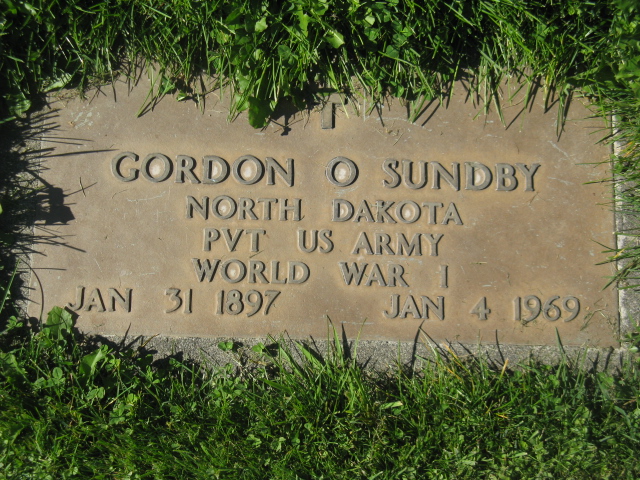 GORDON O SUNDBY
NORTH DAKOTA
PVT US ARMY
WORLD WAR I
JAN 31 1897 JAN 4 1969